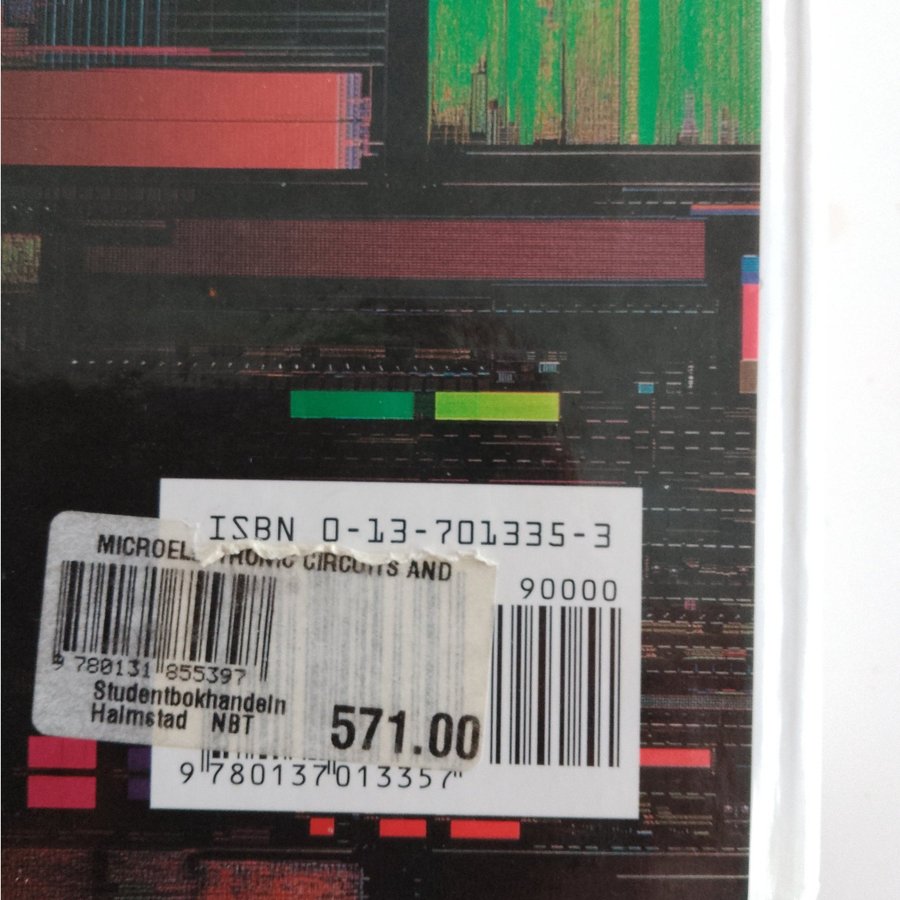 ISBN 0-13-701335-3
90000
MICROELECTRONIC CIRCUITS AND
9 780131 855397
Studentbokhandeln
Halmstad NBT
571.00
9 780137 013357